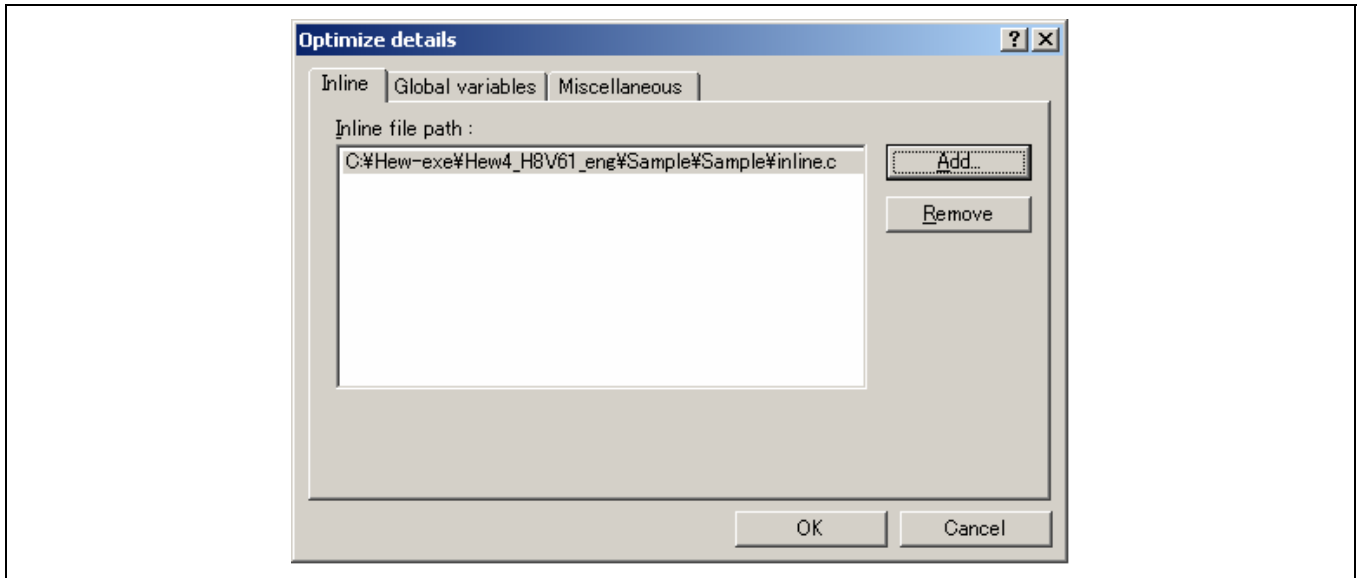 Optimize details
Inline
Global variables
Miscellaneous
Inline file path :
C:¥Hew-exe¥Hew4_H8V61_eng¥Sample¥Sample¥inline.c
Add...
Remove
OK
Cancel